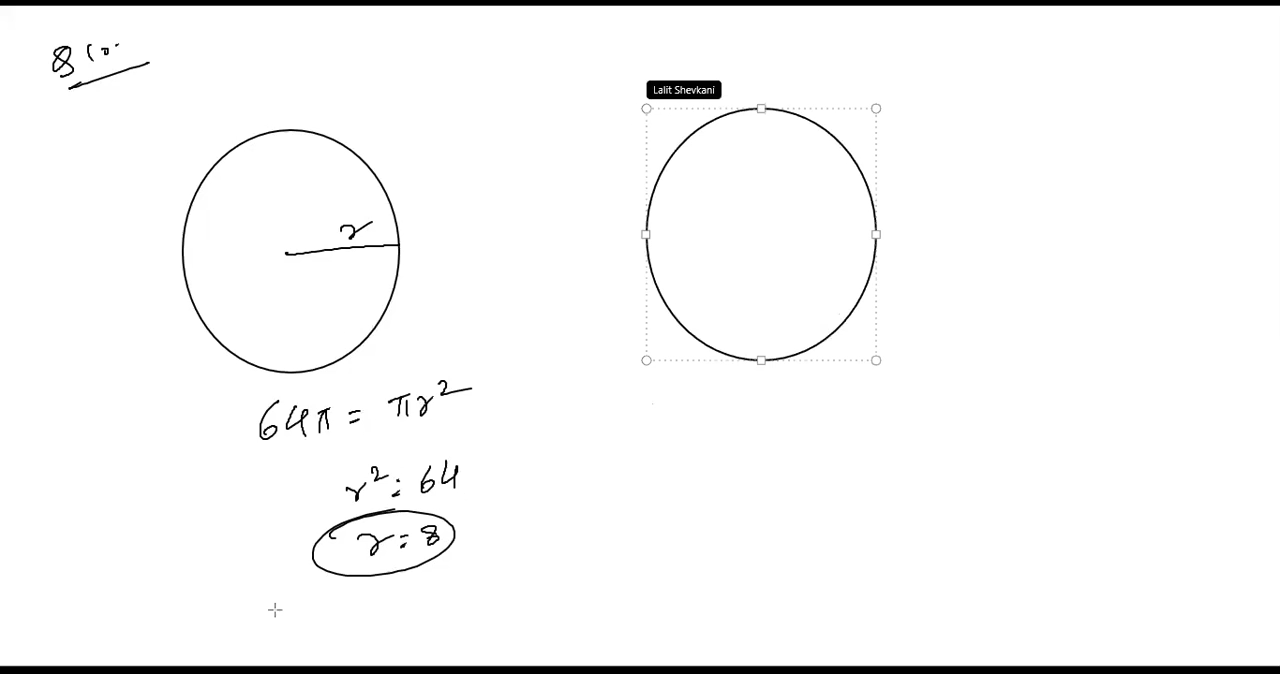 8
Lalit Shevkani
r
64π = πr²
r² = 64
r = 8